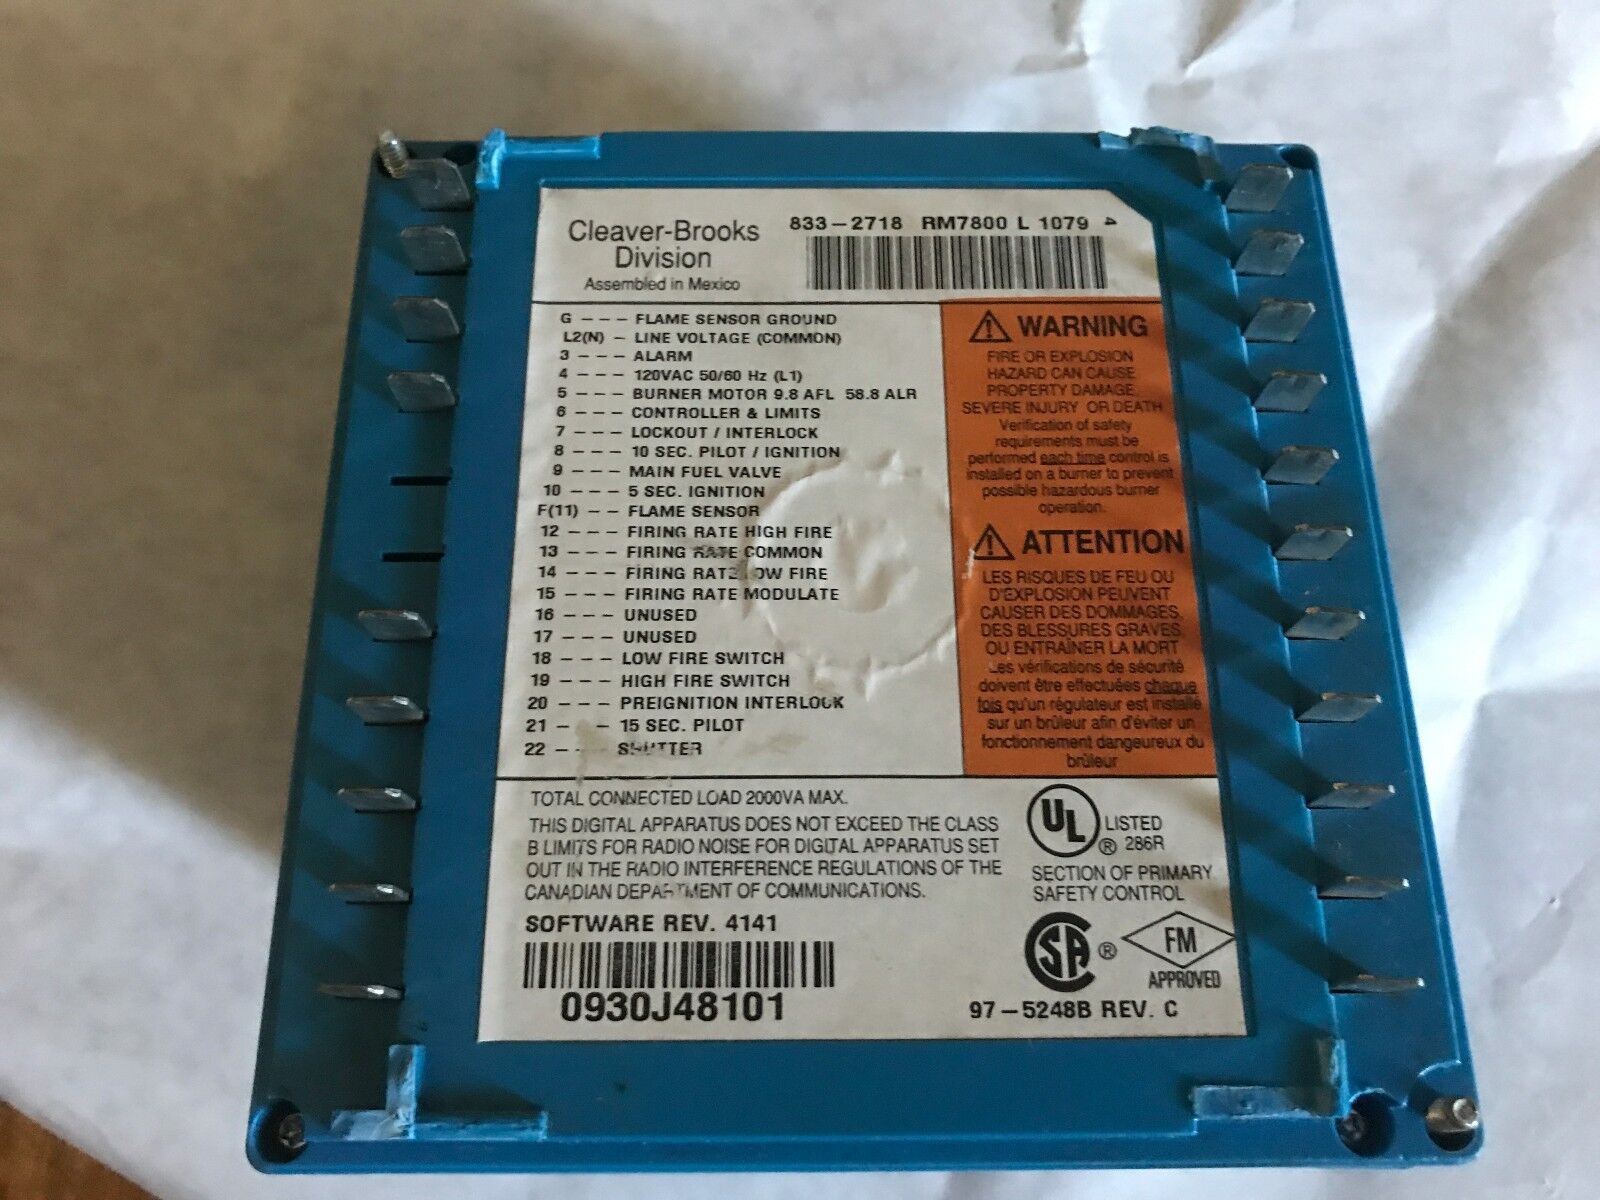 Cleaver-Brooks
Division
Assembled in Mexico
833-2718 RM7800 L 1079 4
G --- FLAME SENSOR GROUND
L2(N) - LINE VOLTAGE (COMMON)
3 --- ALARM
4 --- 120VAC 50/60 Hz (L1)
5 --- BURNER MOTOR 9.8 AFL 58.8 ALR
6 --- CONTROLLER & LIMITS
7 --- LOCKOUT / INTERLOCK
8 --- 10 SEC. PILOT / IGNITION
9 --- MAIN FUEL VALVE
10 --- 5 SEC. IGNITION
F(11) -- FLAME SENSOR
12 --- FIRING RATE HIGH FIRE
13 --- FIRING RATE COMMON
14 --- FIRING RATE LOW FIRE
15 --- FIRING RATE MODULATE
16 --- UNUSED
17 --- UNUSED
18 --- LOW FIRE SWITCH
19 --- HIGH FIRE SWITCH
20 --- PREIGNITION INTERLOCK
21 - - 15 SEC. PILOT
22 - - SHUTTER
⚠ WARNING
FIRE OR EXPLOSION
HAZARD CAN CAUSE
PROPERTY DAMAGE,
SEVERE INJURY OR DEATH
Verification of safety
requirements must be
performed each time control is
installed on a burner to prevent
possible hazardous burner
operation.
⚠ ATTENTION
LES RISQUES DE FEU OU
D'EXPLOSION PEUVENT
CAUSER DES DOMMAGES,
DES BLESSURES GRAVES,
OU ENTRAÎNER LA MORT
Les vérifications de sécurité
doivent être effectuées chaque
fois qu'un régulateur est installé
sur un brûleur afin d'éviter un
fonctionnement dangeureux du
brûleur
TOTAL CONNECTED LOAD 2000VA MAX.
THIS DIGITAL APPARATUS DOES NOT EXCEED THE CLASS
B LIMITS FOR RADIO NOISE FOR DIGITAL APPARATUS SET
OUT IN THE RADIO INTERFERENCE REGULATIONS OF THE
CANADIAN DEPARTMENT OF COMMUNICATIONS.
SOFTWARE REV. 4141
0930J48101
UL ® LISTED
286R
SECTION OF PRIMARY
SAFETY CONTROL
SA ®
FM
APPROVED
97-5248B REV. C